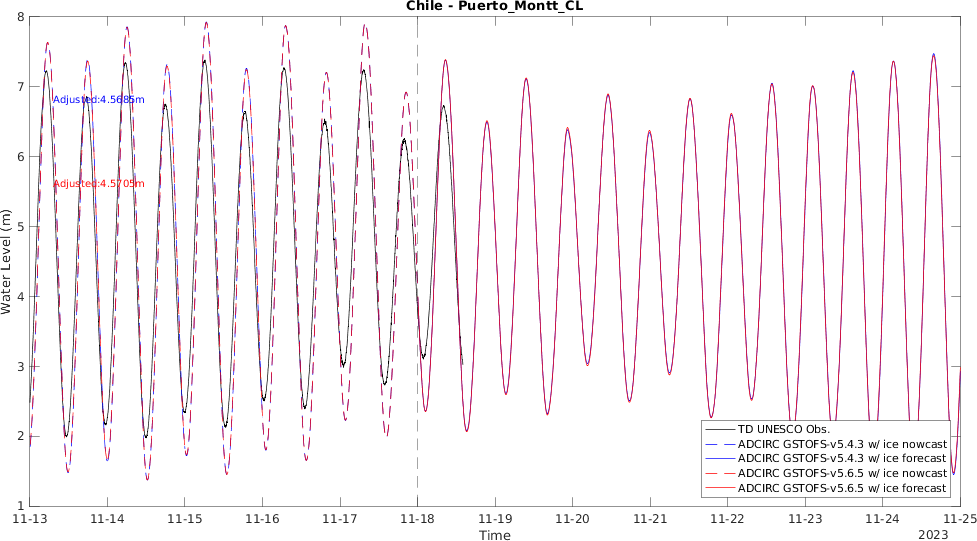 Chile - Puerto_Montt_CL
8
7
6
5
4
3
2
1
Water Level (m)
Adjusted:4.5685m
Adjusted:4.5705m
TD UNESCO Obs.
ADCIRC GSTOFS-v5.4.3 w/ ice nowcast
ADCIRC GSTOFS-v5.4.3 w/ ice forecast
ADCIRC GSTOFS-v5.6.5 w/ ice nowcast
ADCIRC GSTOFS-v5.6.5 w/ ice forecast
11-13 11-14 11-15 11-16 11-17 11-18 11-19 11-20 11-21 11-22 11-23 11-24 11-25
Time
2023